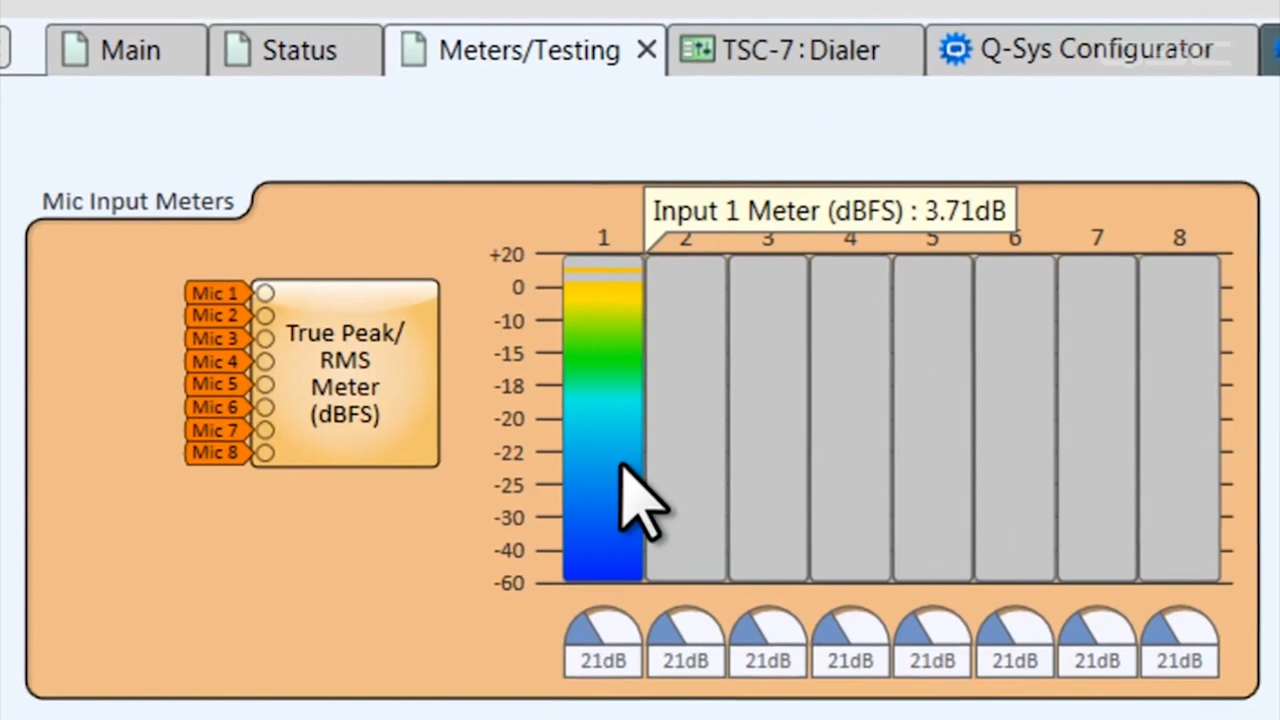 Main
Status
Meters/Testing
TSC-7: Dialer
Q-Sys Configurator
Mic Input Meters
Input 1 Meter (dBFS) : 3.71dB
1 2 3 4 5 6 7 8
+20
0
-10
-15
-18
-20
-22
-25
-30
-40
-60
Mic 1
Mic 2
Mic 3
Mic 4
Mic 5
Mic 6
Mic 7
Mic 8
True Peak/
RMS
Meter
(dBFS)
21dB 21dB 21dB 21dB 21dB 21dB 21dB 21dB